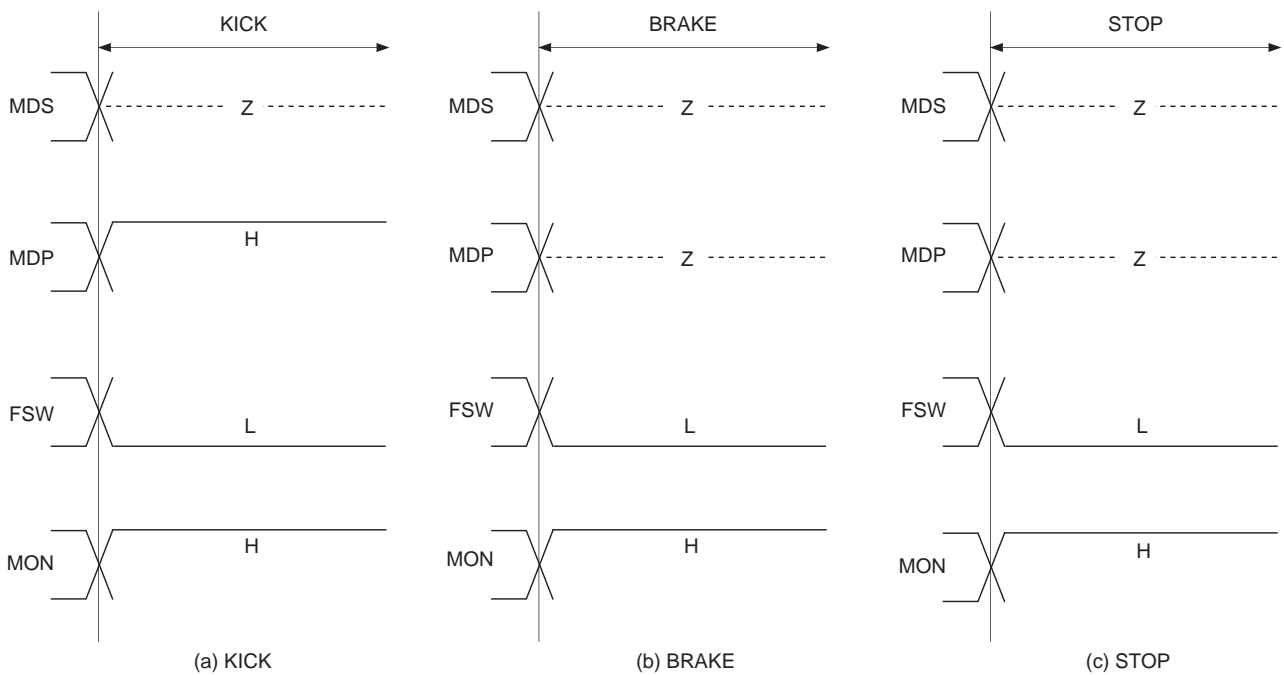 KICK
MDS
Z
MDP
H
FSW
L
MON
H
(a) KICK
BRAKE
MDS
Z
MDP
Z
FSW
L
MON
H
(b) BRAKE
STOP
MDS
Z
MDP
Z
FSW
L
MON
H
(c) STOP